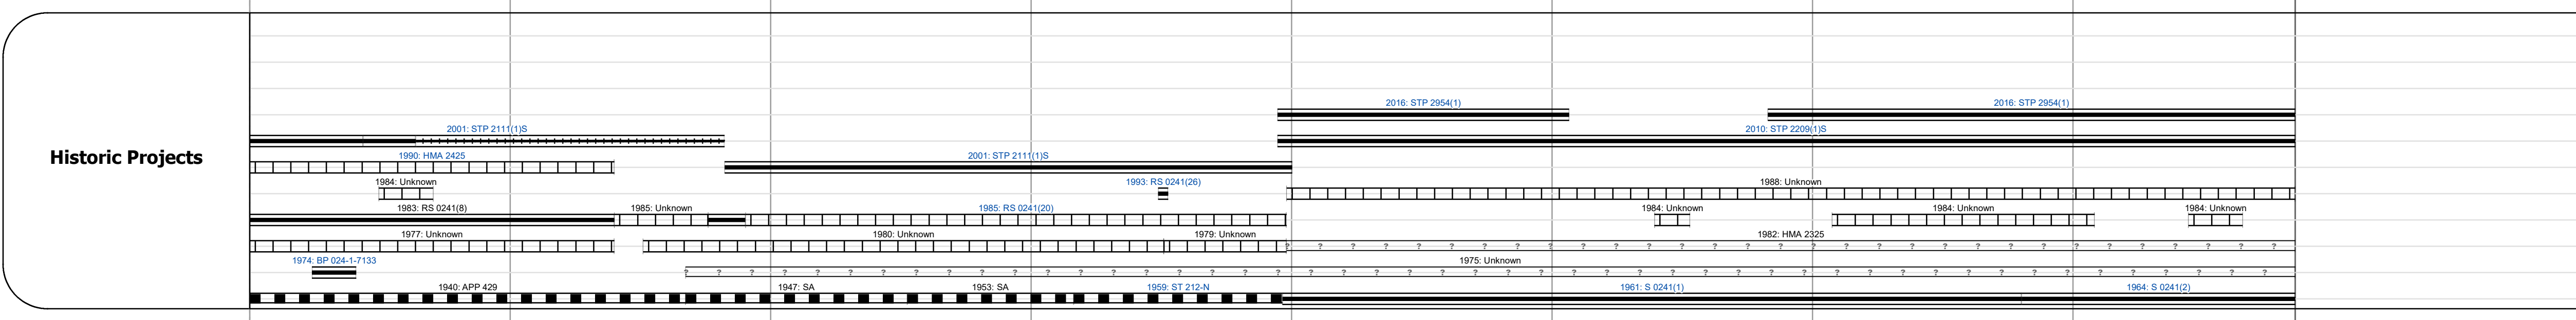 Historic Projects
2016: STP 2954(1)
2016: STP 2954(1)
2001: STP 2111(1)S
2010: STP 2209(1)S
1990: HMA 2425
2001: STP 2111(1)S
1984: Unknown
1993: RS 0241(26)
1988: Unknown
1983: RS 0241(8)
1985: Unknown
1985: RS 0241(20)
1984: Unknown
1984: Unknown
1984: Unknown
1977: Unknown
1980: Unknown
1979: Unknown
1982: HMA 2325
1974: BP 024-1-7133
1975: Unknown
1940: APP 429
1947: SA
1953: SA
1959: ST 212-N
1961: S 0241(1)
1964: S 0241(2)